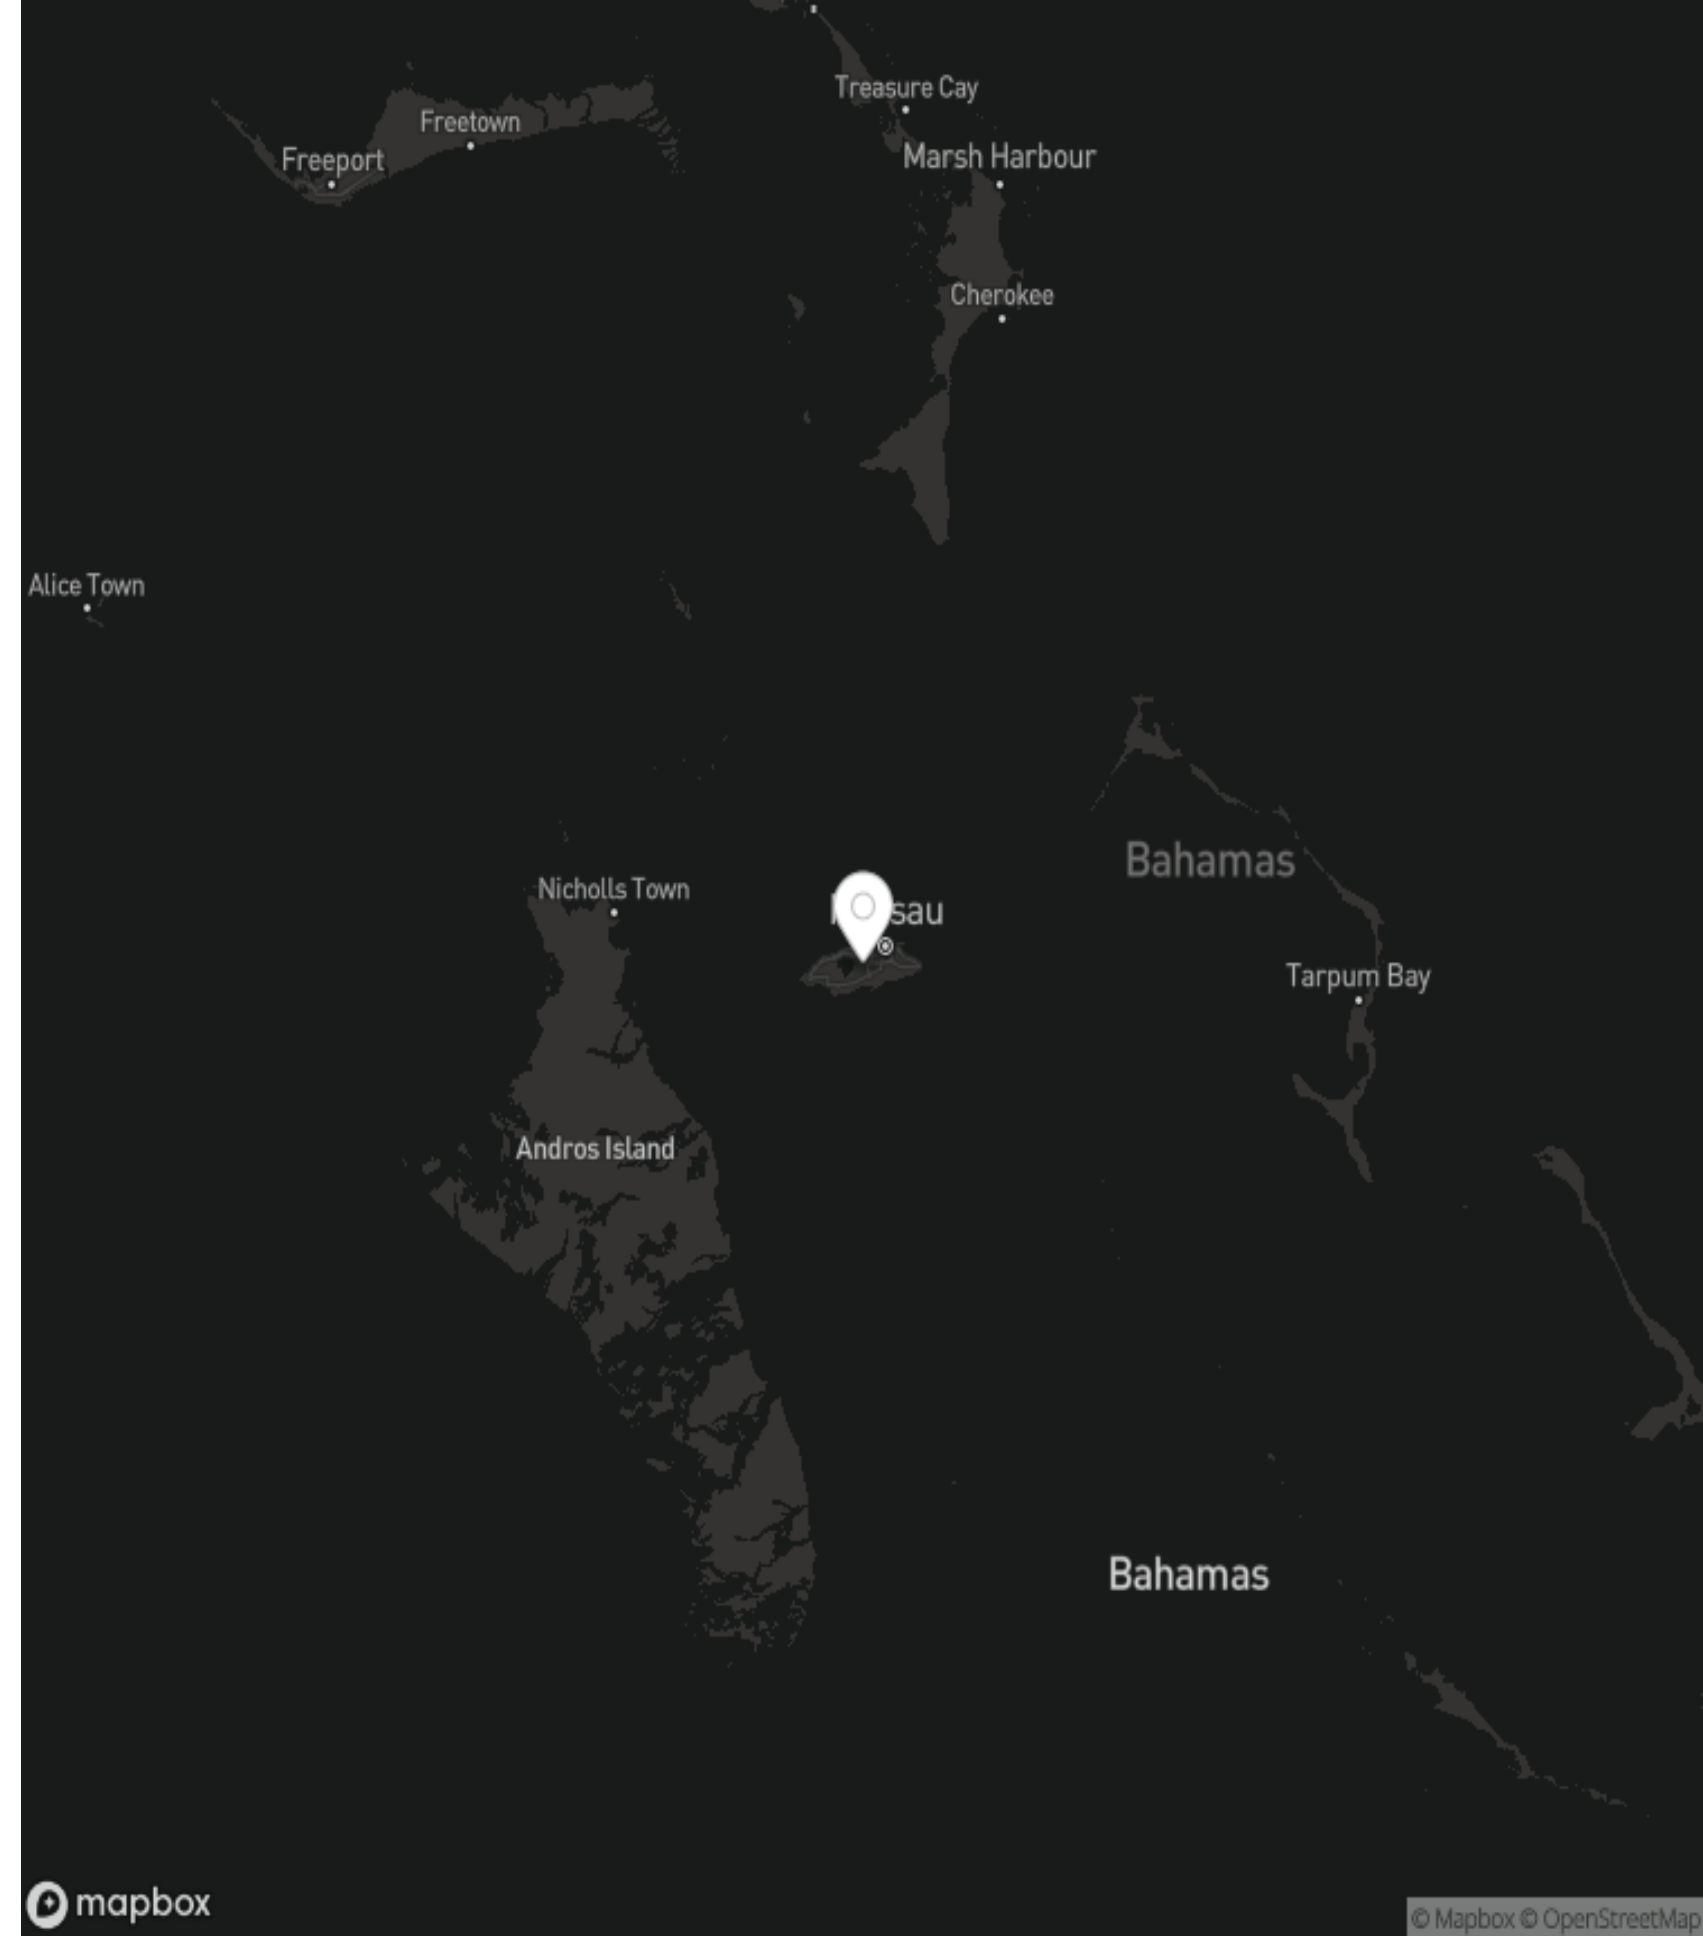 Treasure Cay
Freetown
Marsh Harbour
Freeport
Cherokee
Alice Town
Bahamas
Nicholls Town
Tarpum Bay
Andros Island
Bahamas
mapbox
© Mapbox © OpenStreetMap